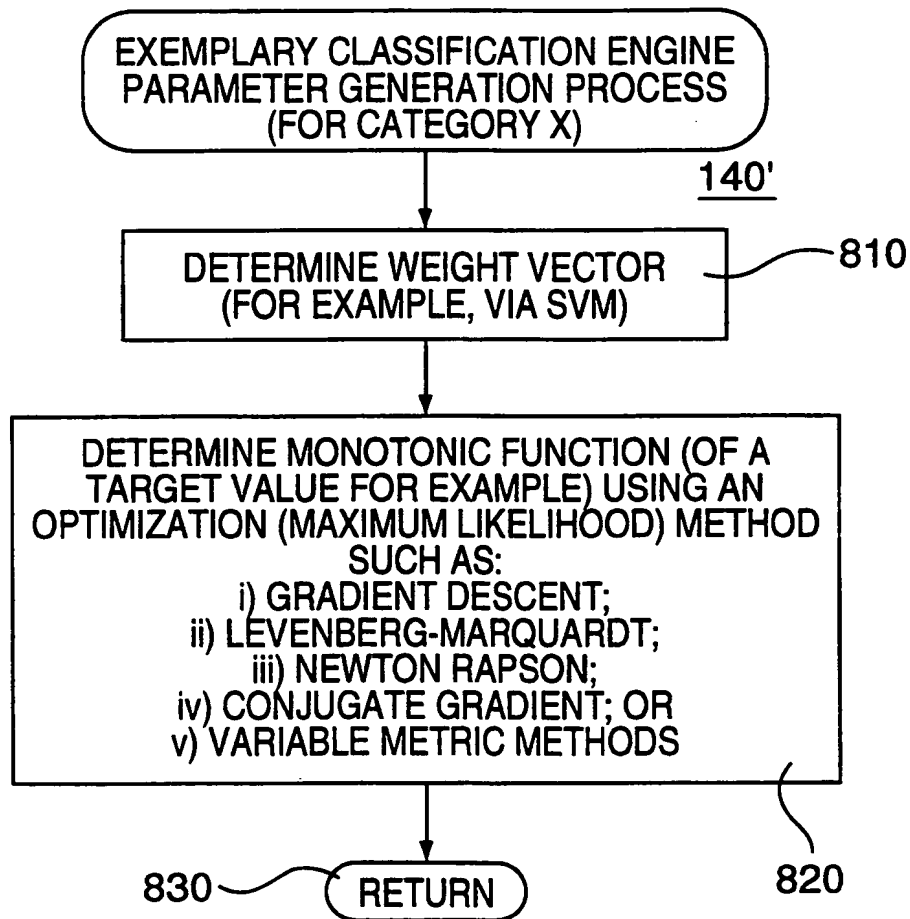 EXEMPLARY CLASSIFICATION ENGINE
PARAMETER GENERATION PROCESS
(FOR CATEGORY X)
140'
DETERMINE WEIGHT VECTOR
(FOR EXAMPLE, VIA SVM)
810
DETERMINE MONOTONIC FUNCTION (OF A
TARGET VALUE FOR EXAMPLE) USING AN
OPTIMIZATION (MAXIMUM LIKELIHOOD) METHOD
SUCH AS:
i) GRADIENT DESCENT;
ii) LEVENBERG-MARQUARDT;
iii) NEWTON RAPSON;
iv) CONJUGATE GRADIENT; OR
v) VARIABLE METRIC METHODS
820
830
RETURN